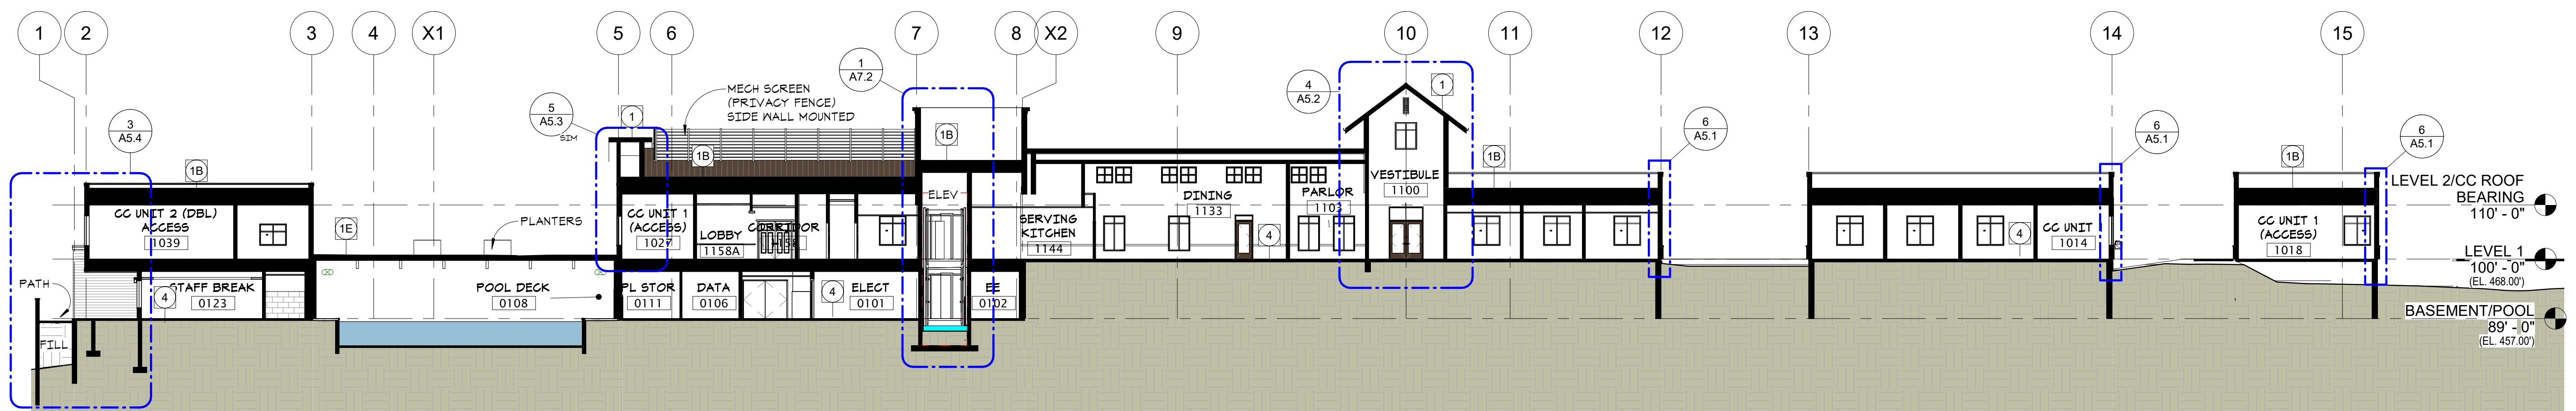 1
2
3
4
X1
5
6
7
8
X2
9
10
11
12
13
14
15
1
A7.2
MECH SCREEN
(PRIVACY FENCE)
SIDE WALL MOUNTED
4
A5.2
1
5
A5.3
SIM
1
3
A5.4
1B
1B
1B
6
A5.1
6
A5.1
6
A5.1
1B
1B
LEVEL 2/CC ROOF
BEARING
110' - 0"
CC UNIT 2 (DBL)
ACCESS
1039
1E
PLANTERS
CC UNIT 1
(ACCESS)
1027
LOBBY
1158A
CORRIDOR
1158
ELEV
SERVING
KITCHEN
1144
DINING
1133
PARLOR
1103
4
VESTIBULE
1100
4
CC UNIT
1014
CC UNIT 1
(ACCESS)
1018
LEVEL 1
100' - 0"
(EL. 468.00')
PATH
4
STAFF BREAK
0123
POOL DECK
0108
PL STOR
0111
DATA
0106
4
ELECT
0101
EE
0102
BASEMENT/POOL
89' - 0"
(EL. 457.00')
FILL